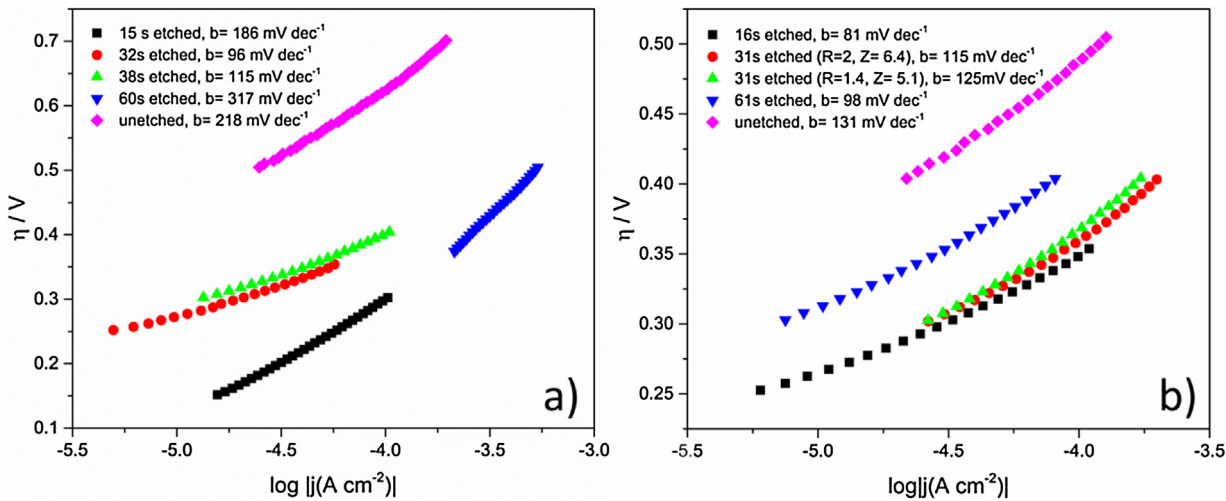 15 s etched, b= 186 mV dec⁻¹
32s etched, b= 96 mV dec⁻¹
38s etched, b= 115 mV dec⁻¹
60s etched, b= 317 mV dec⁻¹
unetched, b= 218 mV dec⁻¹
0.7
0.6
0.5
0.4
0.3
0.2
0.1
η / V
-5.5
-5.0
-4.5
-4.0
-3.5
-3.0
log |j(A cm⁻²)|
a)
16s etched, b= 81 mV dec⁻¹
31s etched (R=2, Z= 6.4), b= 115 mV dec⁻¹
31s etched (R=1.4, Z= 5.1), b= 125mV dec⁻¹
61s etched, b= 98 mV dec⁻¹
unetched, b= 131 mV dec⁻¹
0.50
0.45
0.40
0.35
0.30
0.25
η / V
-5.5
-5.0
-4.5
-4.0
-3.5
log|j(A cm⁻²)|
b)